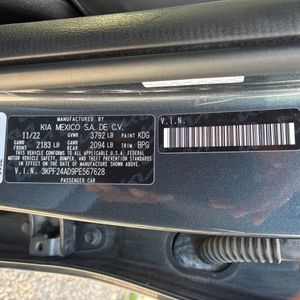 MANUFACTURED BY
KIA MEXICO S.A. DE C.V.
11/22 GVWR 3792 LB PAINT KDG
GAWR FRONT 2183 LB GAWR REAR 2094 LB TRIM BPG
THIS VEHICLE CONFORMS TO ALL APPLICABLE U.S.A. FEDERAL
MOTOR VEHICLE SAFETY, BUMPER, AND THEFT PREVENTION
STANDARDS IN EFFECT ON THE DATE OF MANUFACTURE
SHOWN ABOVE.
V.I.N. 3KPF24AD9PE567628
PASSENGER CAR
V.I.N.